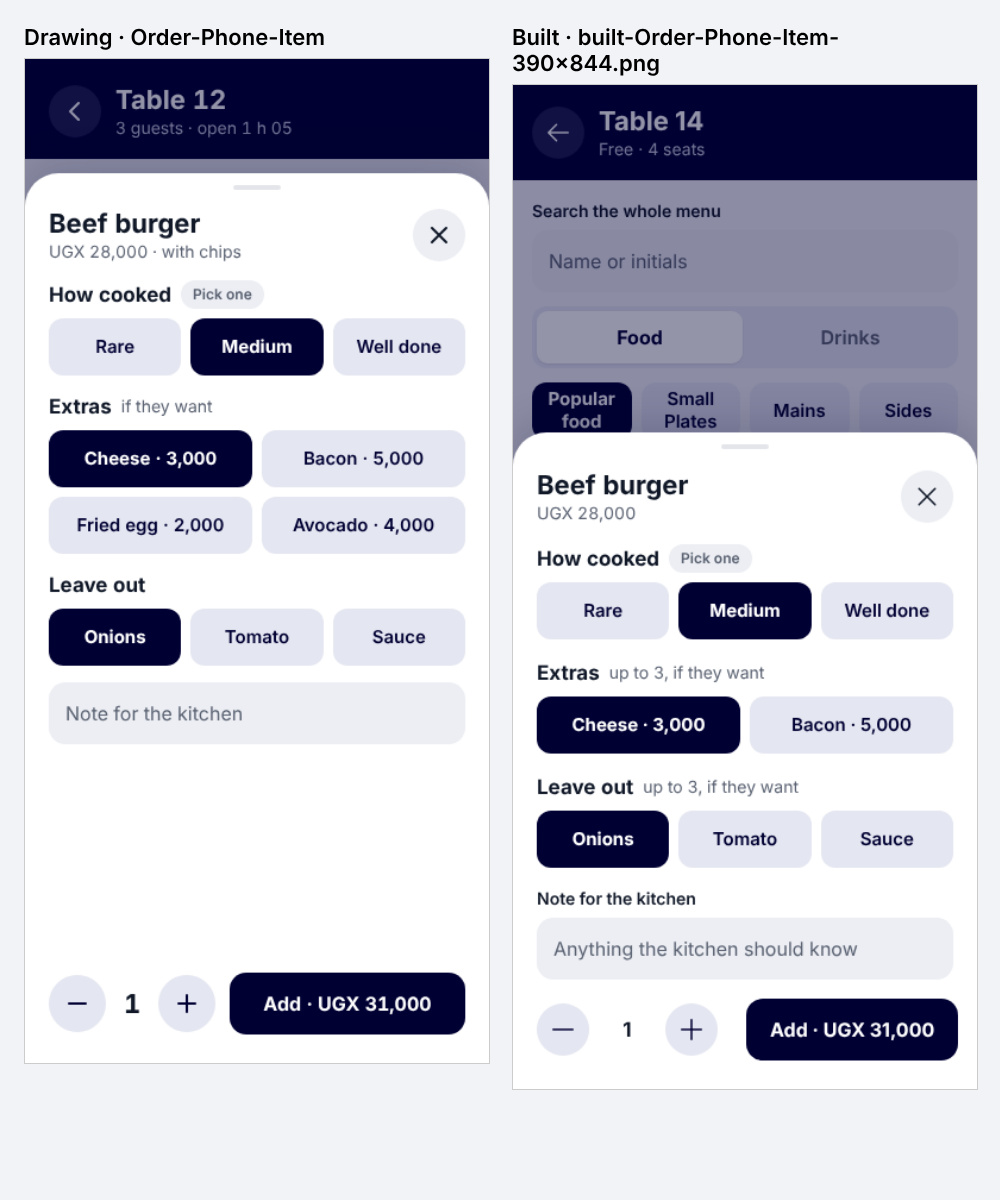 Drawing · Order-Phone-Item
Table 12
3 guests · open 1 h 05
Beef burger
UGX 28,000 · with chips
How cooked Pick one
Rare Medium Well done
Extras if they want
Cheese · 3,000 Bacon · 5,000
Fried egg · 2,000 Avocado · 4,000
Leave out
Onions Tomato Sauce
Note for the kitchen
1 Add · UGX 31,000
Built · built-Order-Phone-Item-
390×844.png
Table 14
Free · 4 seats
Search the whole menu
Name or initials
Food Drinks
Popular food Small Plates Mains Sides
Beef burger
UGX 28,000
How cooked Pick one
Rare Medium Well done
Extras up to 3, if they want
Cheese · 3,000 Bacon · 5,000
Leave out up to 3, if they want
Onions Tomato Sauce
Note for the kitchen
Anything the kitchen should know
1 Add · UGX 31,000